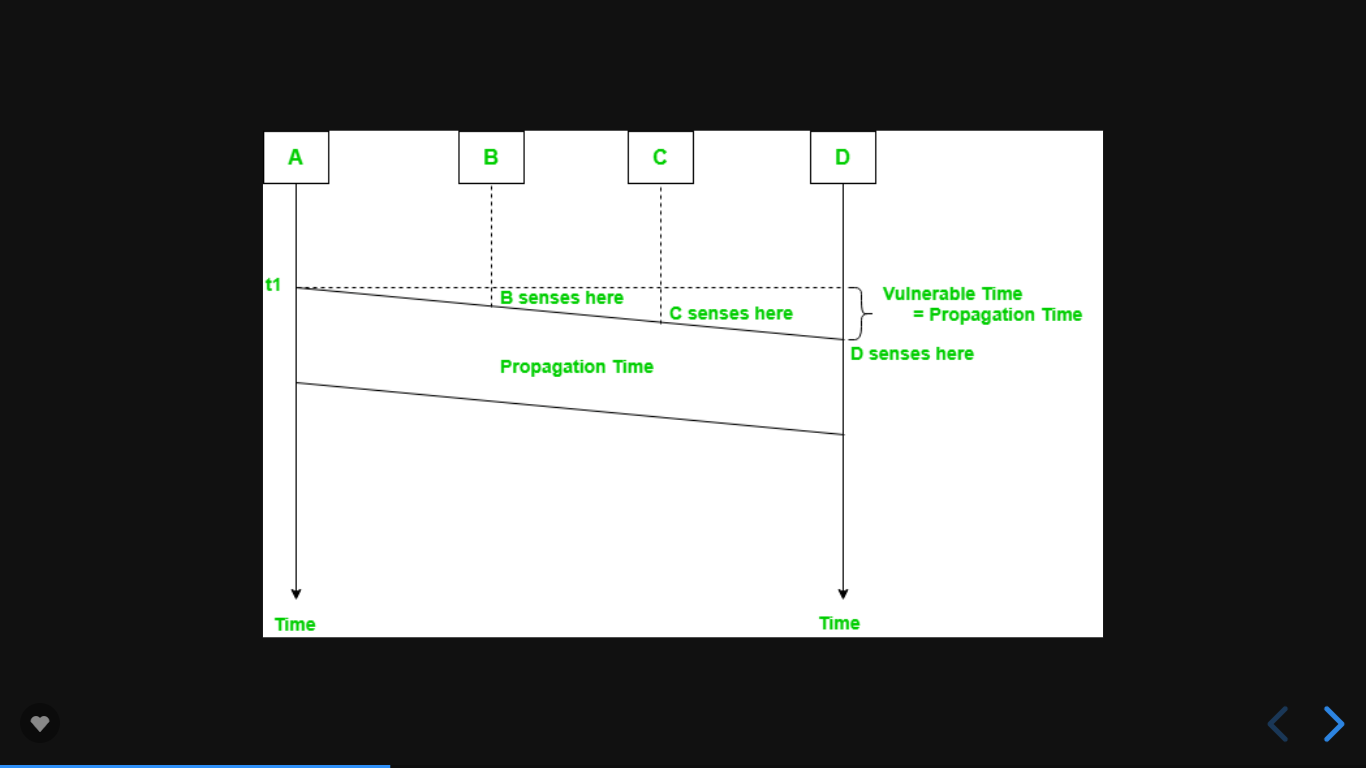 A
B
C
D
t1
B senses here
C senses here
Vulnerable Time
= Propagation Time
D senses here
Propagation Time
Time
Time